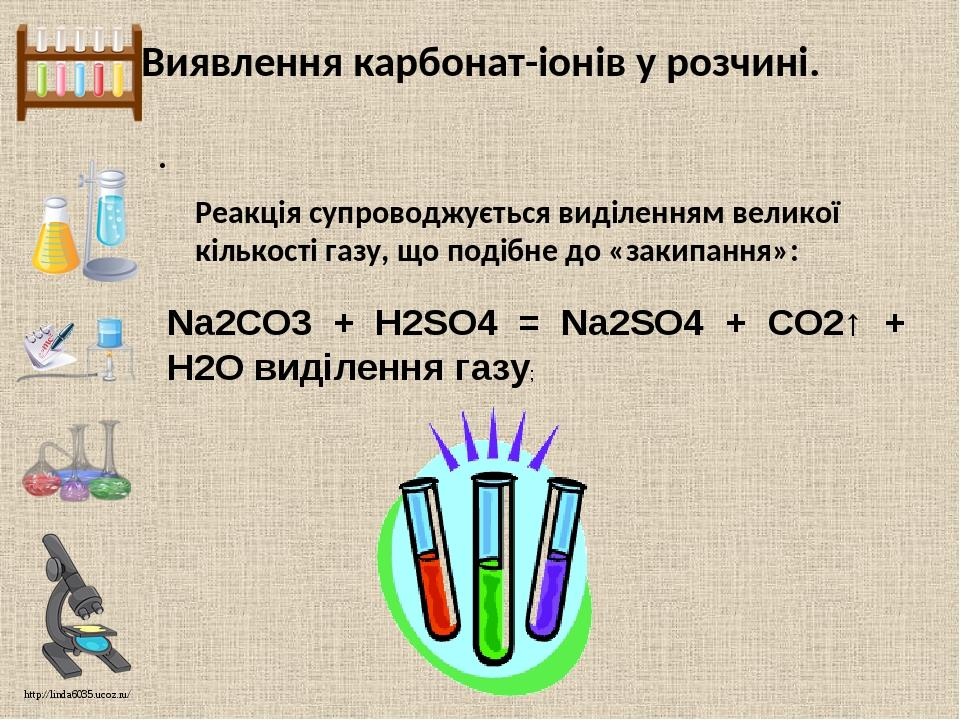 Виявлення карбонат-іонів у розчині.
.
Реакція супроводжується виділенням великої
кількості газу, що подібне до «закипання»:
Na2CO3 + H2SO4 = Na2SO4 + CO2↑ +
H2O виділення газу;
http://linda6035.ucoz.ru/